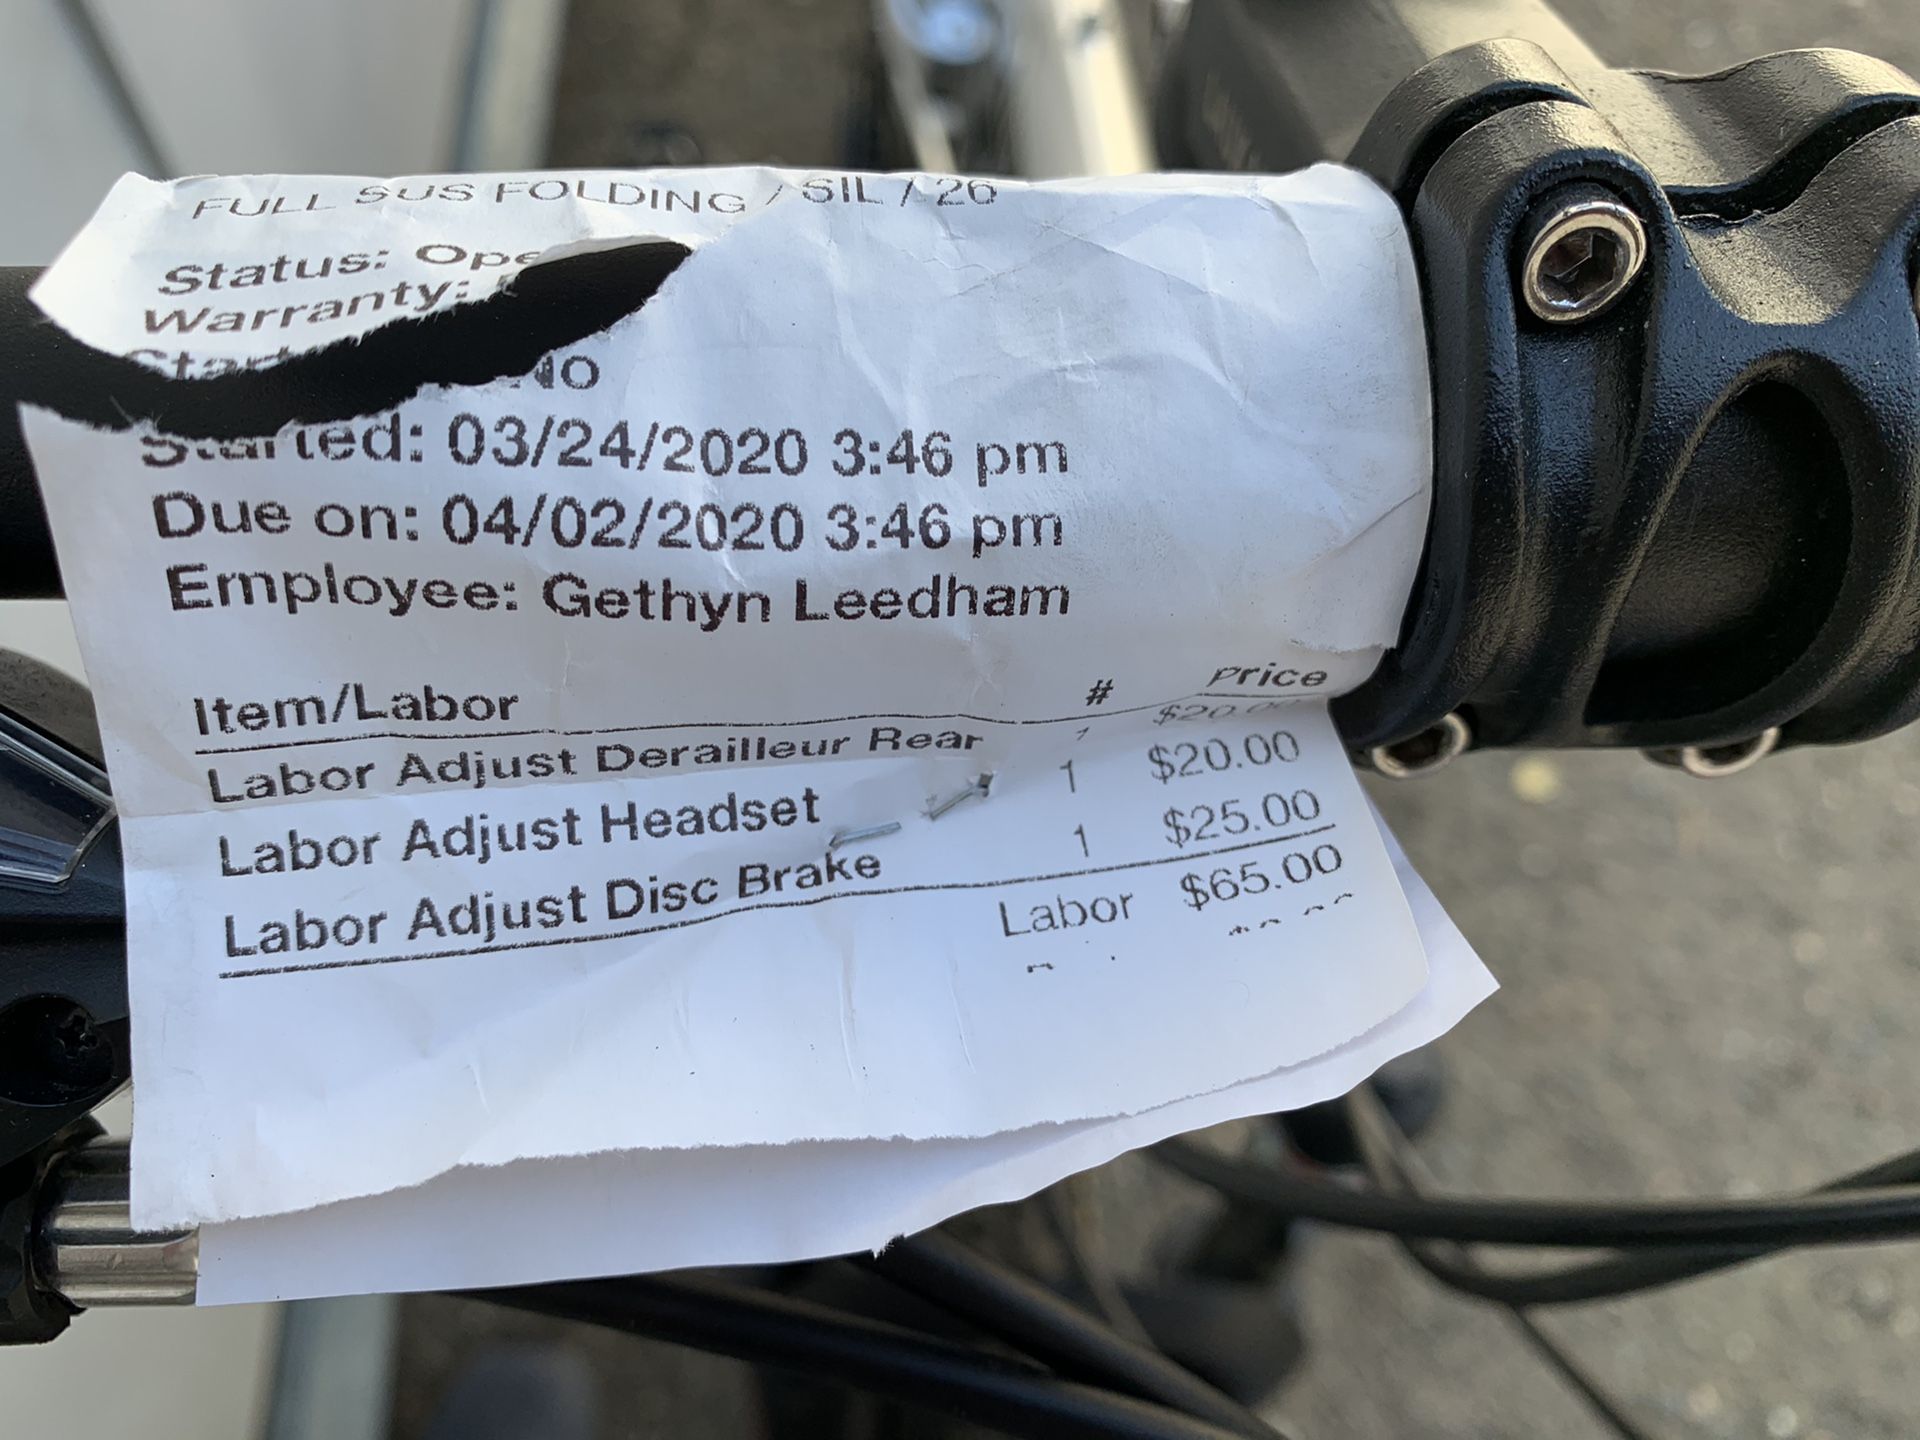 FULL SUS FOLDING / SIL / 26
Status:
Warranty:
No
Started: 03/24/2020 3:46 pm
Due on: 04/02/2020 3:46 pm
Employee: Gethyn Leedham
Item/Labor # Price
Labor Adjust Derailleur Rear 1 $20.00
Labor Adjust Headset 1 $20.00
Labor Adjust Disc Brake 1 $25.00
Labor $65.00